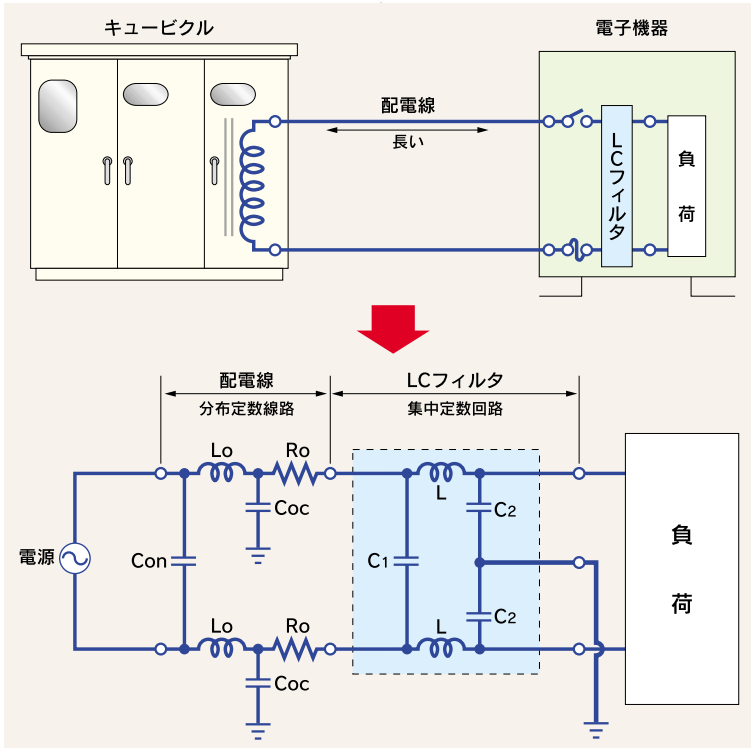 キュービクル
電子機器
配電線
長い
LCフィルタ
負荷
配電線
LCフィルタ
分布定数線路
集中定数回路
Lo
Ro
Coc
L
C2
負荷
電源
Con
C1
C2
Lo
Ro
L
Coc